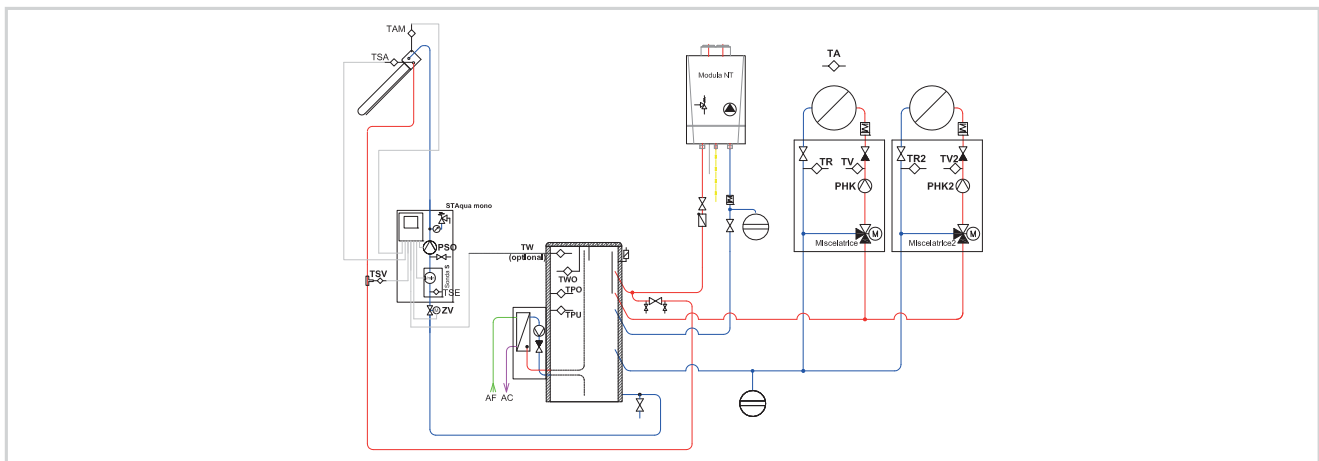 TAM
TSA
Modula NT
TA
TR
TV
TR2
TV2
PHK
PHK2
STAqua mono
PSO
TW
(optional)
Miscelatrice
M
Miscelatrice2
M
TWO
TSV
Sonda S
TSE
TPO
ZV
TPU
AF
AC